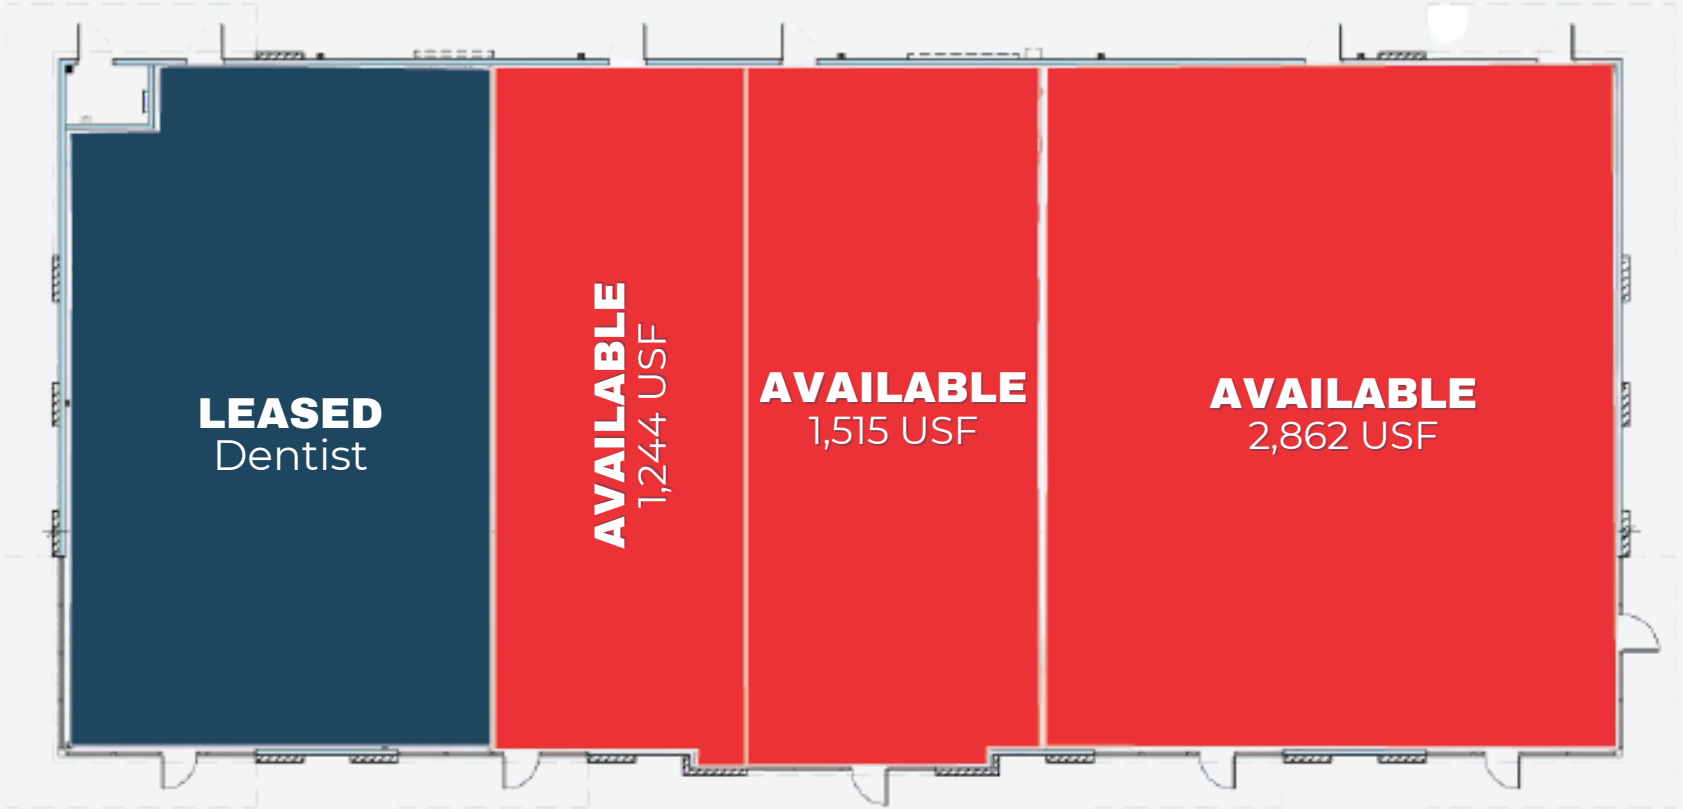 LEASED
Dentist
AVAILABLE
1,244 USF
AVAILABLE
1,515 USF
AVAILABLE
2,862 USF